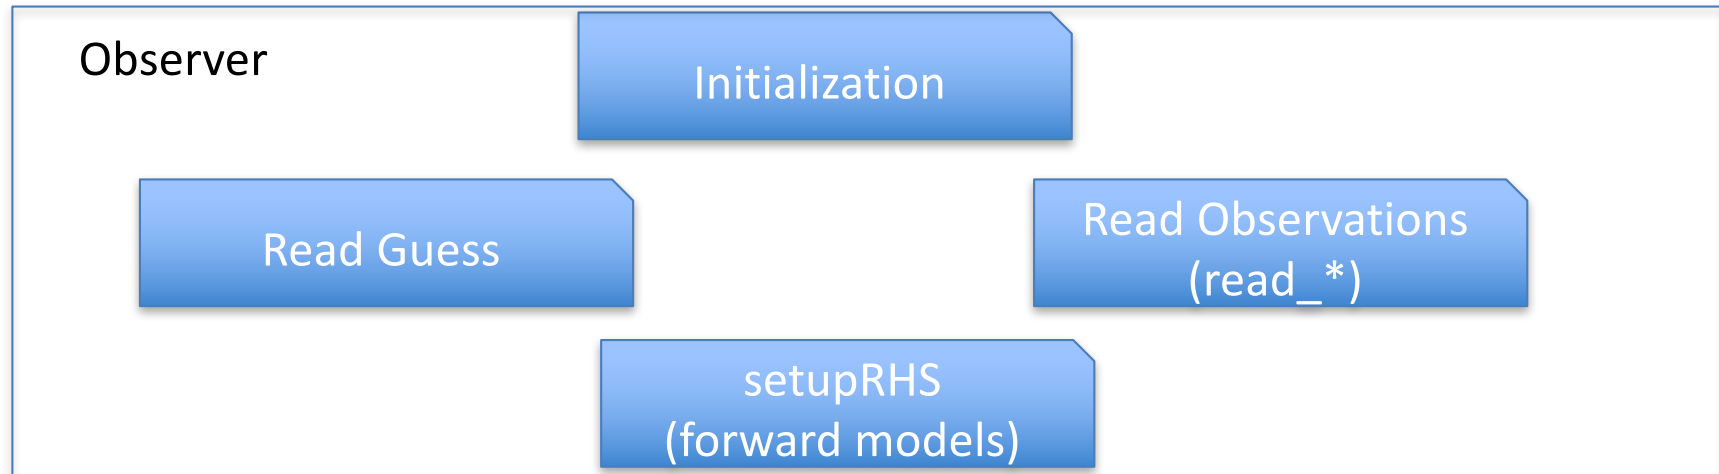 Observer
Initialization
Read Guess
Read Observations
(read_*)
setupRHS
(forward models)